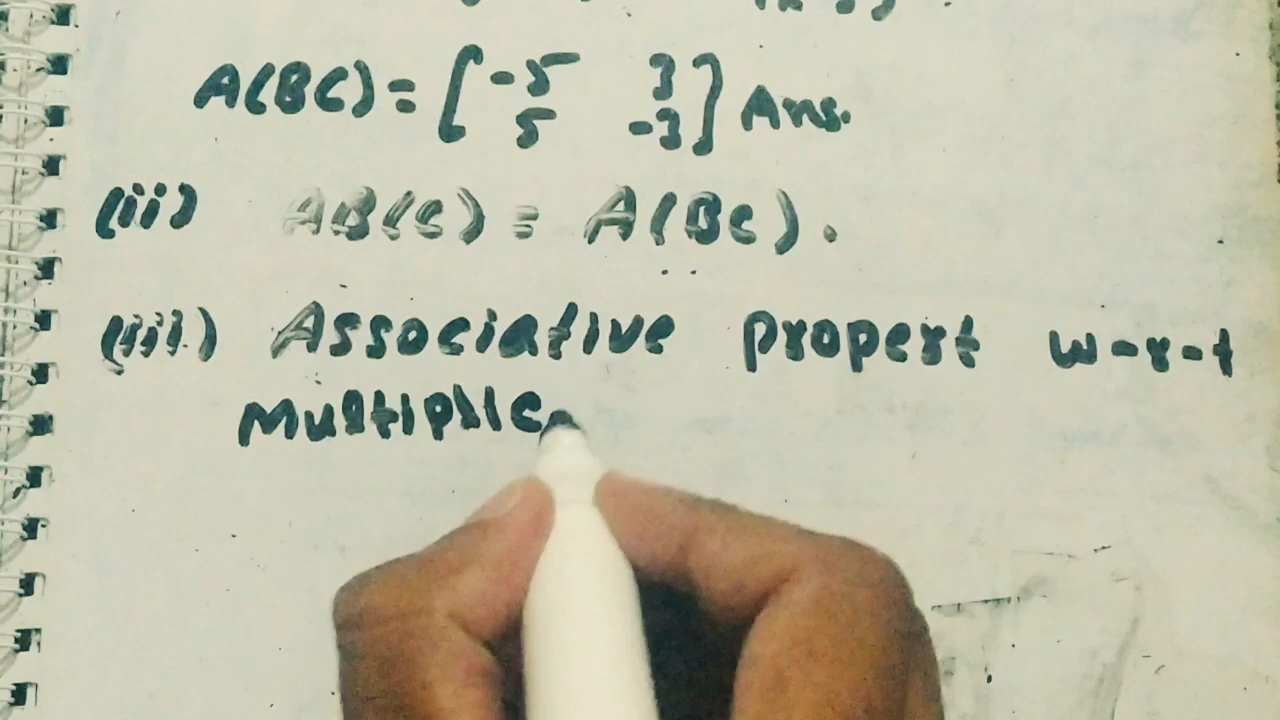 A(BC) = [-5 3] Ans.
5 -3
(ii) AB(C) = A(BC).
(iii) Associative propert w-r-t
Multiplic